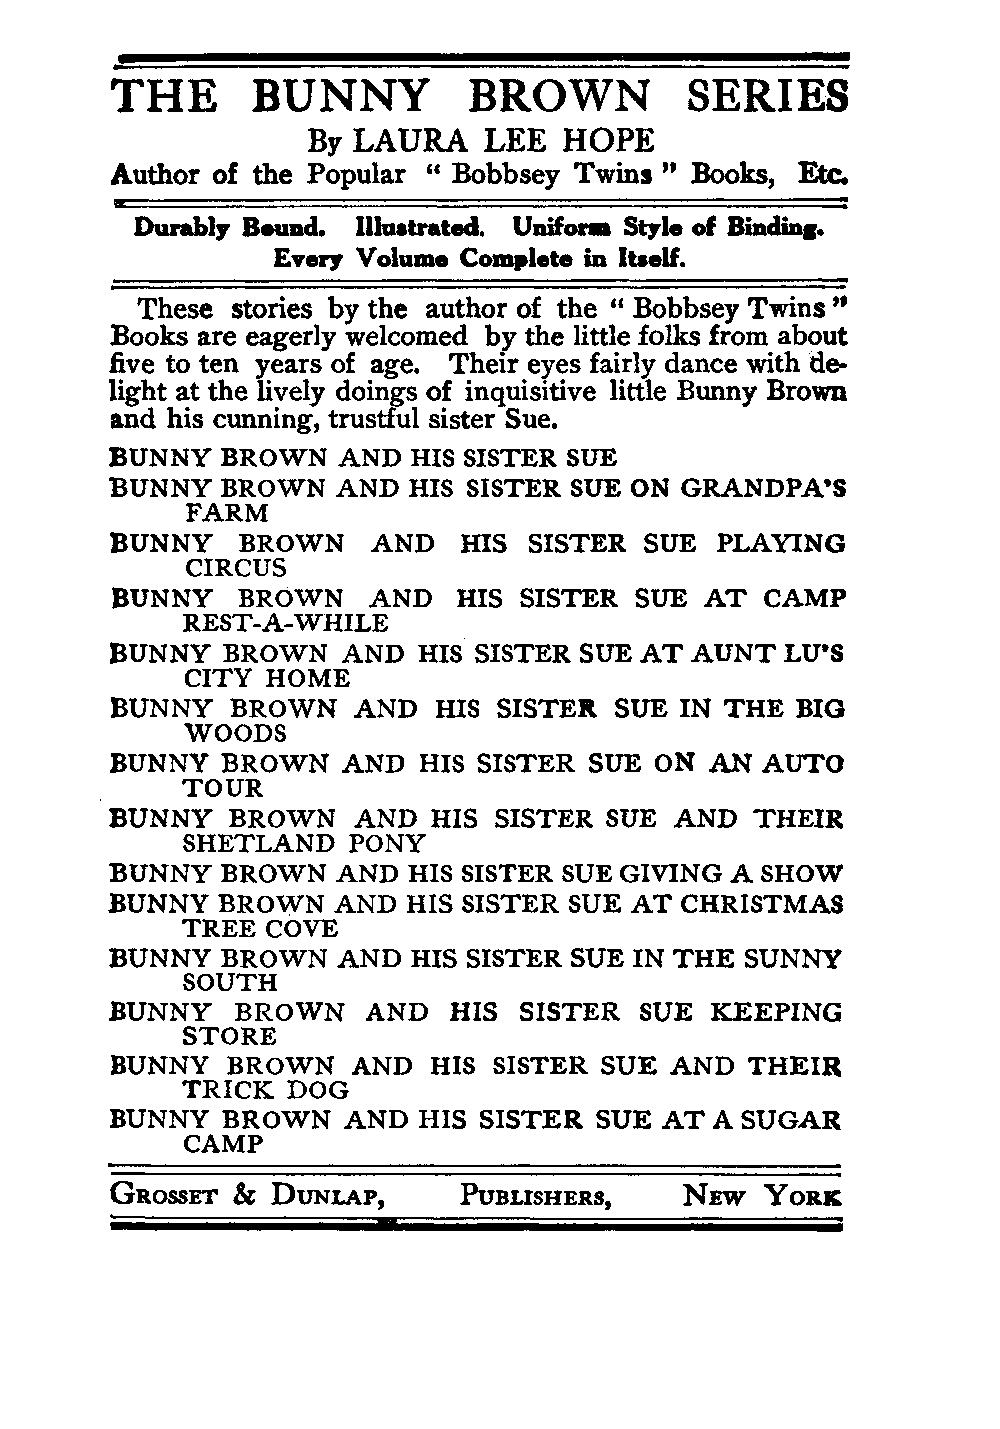 THE BUNNY BROWN SERIES
By LAURA LEE HOPE
Author of the Popular “ Bobbsey Twins ” Books, Etc.
Durably Bound. Illustrated. Uniform Style of Binding.
Every Volume Complete in Itself.
These stories by the author of the “ Bobbsey Twins ”
Books are eagerly welcomed by the little folks from about
five to ten years of age. Their eyes fairly dance with de-
light at the lively doings of inquisitive little Bunny Brown
and his cunning, trustful sister Sue.
BUNNY BROWN AND HIS SISTER SUE
BUNNY BROWN AND HIS SISTER SUE ON GRANDPA'S
FARM
BUNNY BROWN AND HIS SISTER SUE PLAYING
CIRCUS
BUNNY BROWN AND HIS SISTER SUE AT CAMP
REST-A-WHILE
BUNNY BROWN AND HIS SISTER SUE AT AUNT LU'S
CITY HOME
BUNNY BROWN AND HIS SISTER SUE IN THE BIG
WOODS
BUNNY BROWN AND HIS SISTER SUE ON AN AUTO
TOUR
BUNNY BROWN AND HIS SISTER SUE AND THEIR
SHETLAND PONY
BUNNY BROWN AND HIS SISTER SUE GIVING A SHOW
BUNNY BROWN AND HIS SISTER SUE AT CHRISTMAS
TREE COVE
BUNNY BROWN AND HIS SISTER SUE IN THE SUNNY
SOUTH
BUNNY BROWN AND HIS SISTER SUE KEEPING
STORE
BUNNY BROWN AND HIS SISTER SUE AND THEIR
TRICK DOG
BUNNY BROWN AND HIS SISTER SUE AT A SUGAR
CAMP
GROSSET & DUNLAP, PUBLISHERS, NEW YORK